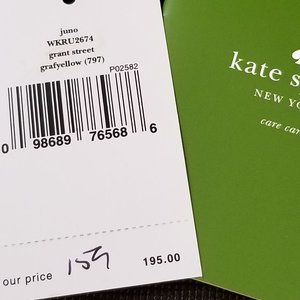 juno
WKRU2674
grant street
grafyellow (797)
P02582
0 98689 76568 6
our price 159 195.00
kate s
NEW YO
care car